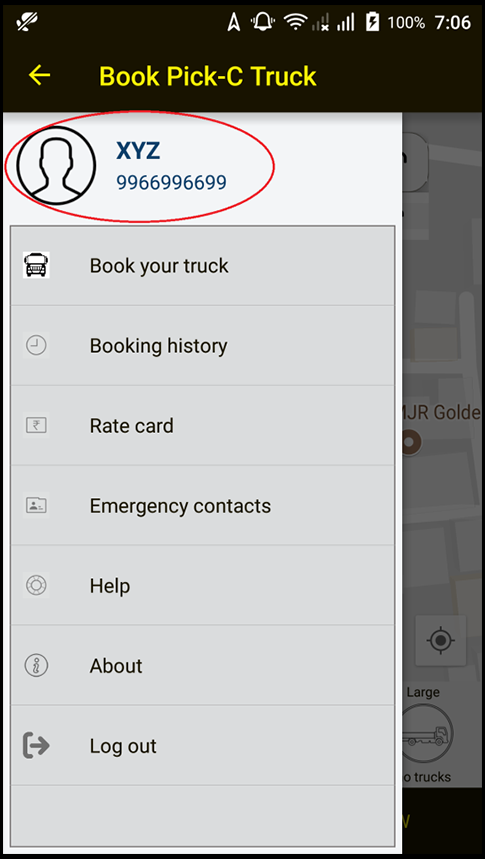 100% 7:06
Book Pick-C Truck
XYZ
9966996699
Book your truck
Booking history
Rate card
MJR Golde
Emergency contacts
Help
About
Large
Log out
o trucks
W